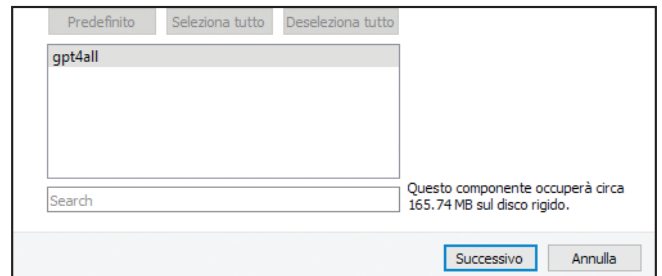 Predefinito Seleziona tutto Deseleziona tutto
gpt4all
Search
Questo componente occuperà circa
165.74 MB sul disco rigido.
Successivo Annulla